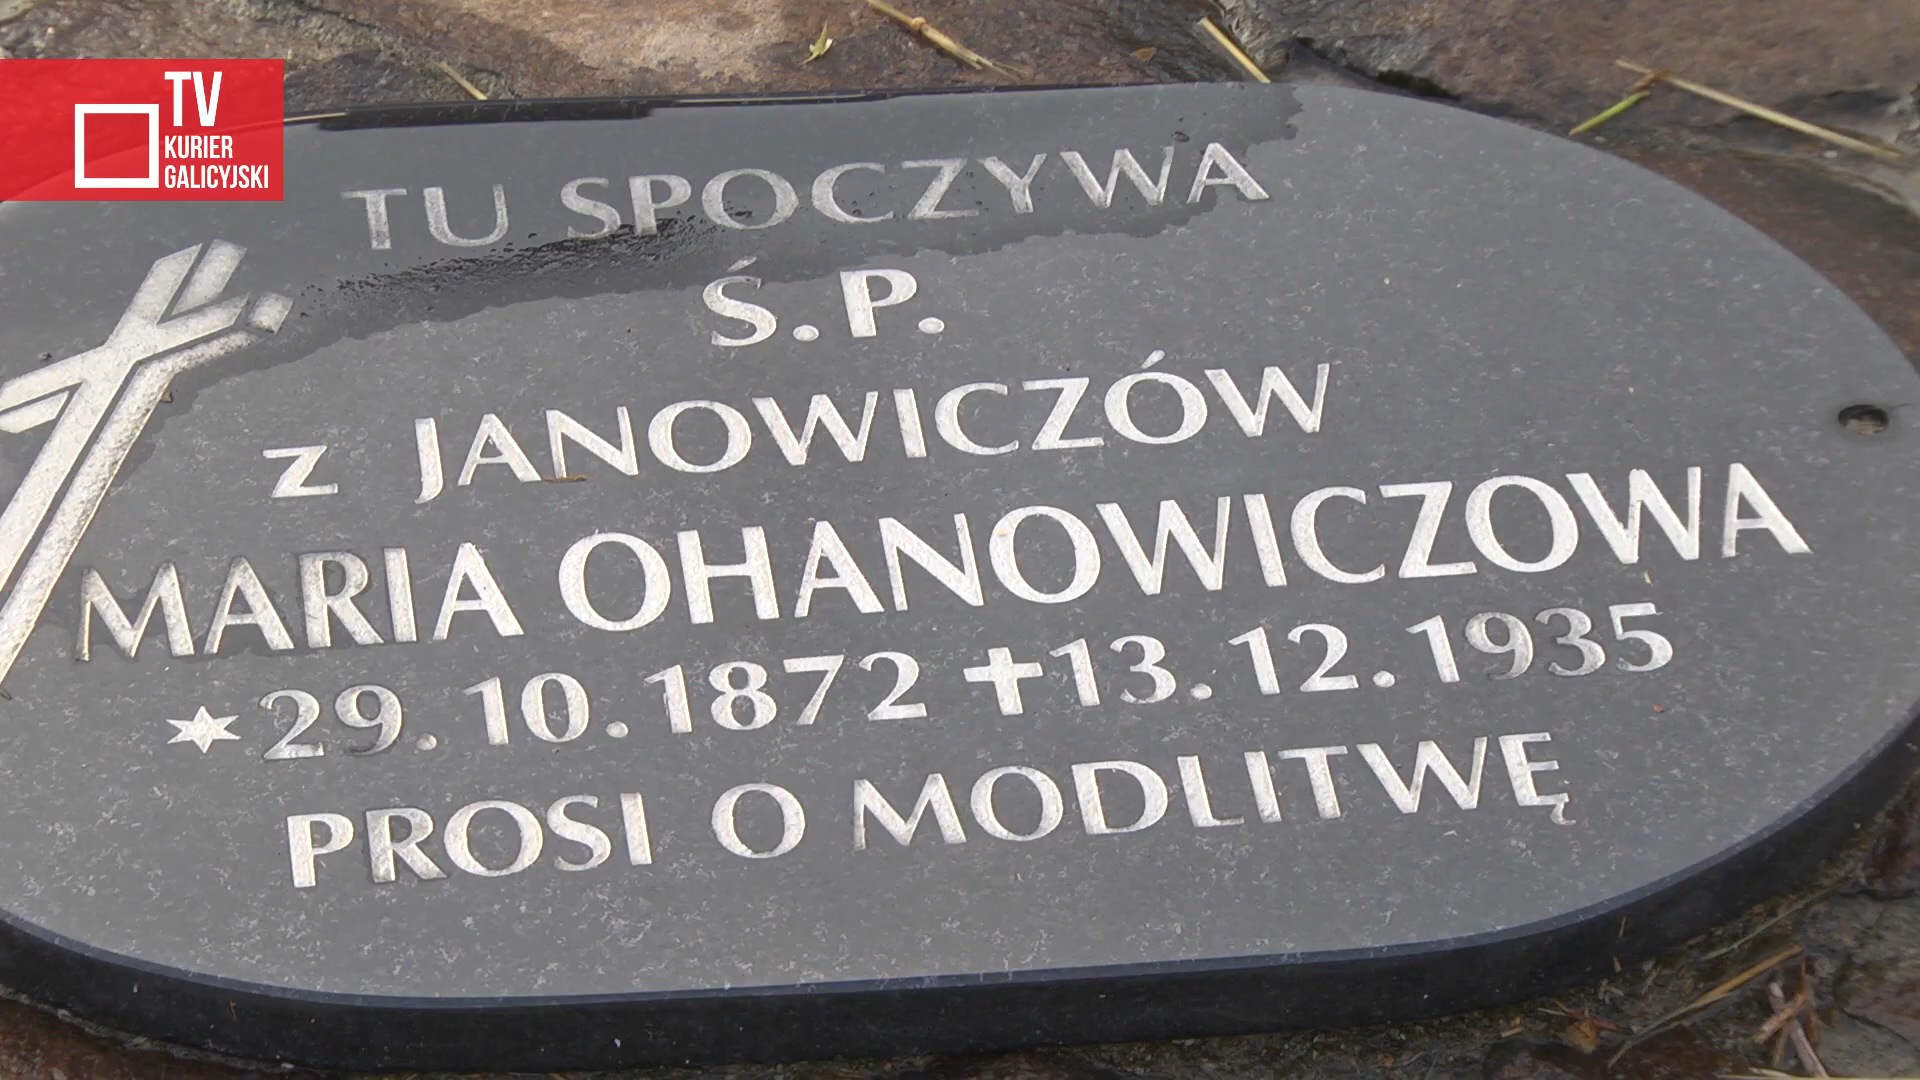 TV
KURIER
GALICYJSKI
TU SPOCZYWA
Ś.P.
z JANOWICZÓW
MARIA OHANOWICZOWA
29.10.1872 ✝13.12.1935
PROSI O MODLITWĘ